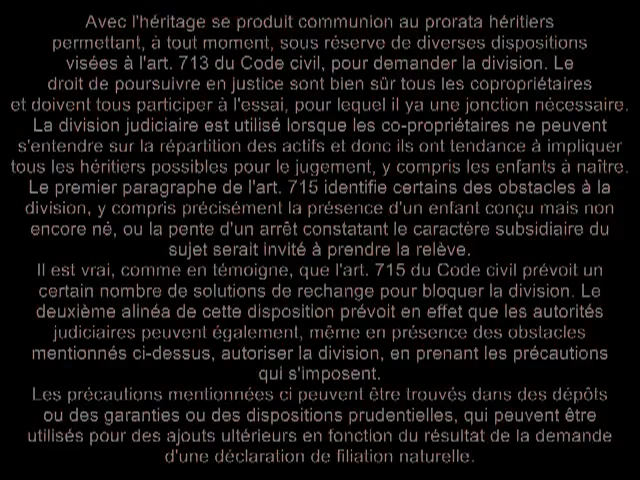 Avec l'héritage se produit communion au prorata héritiers
permettant, à tout moment, sous réserve de diverses dispositions
visées à l'art. 713 du Code civil, pour demander la division. Le
droit de poursuivre en justice sont bien sûr tous les copropriétaires
et doivent tous participer à l'essai, pour lequel il ya une jonction nécessaire.
La division judiciaire est utilisé lorsque les co-propriétaires ne peuvent
s'entendre sur la répartition des actifs et donc ils ont tendance à impliquer
tous les héritiers possibles pour le jugement, y compris les enfants à naître.
Le premier paragraphe de l'art. 715 identifie certains des obstacles à la
division, y compris précisément la présence d'un enfant conçu mais non
encore né, ou la pente d'un arrêt constatant le caractère subsidiaire du
sujet serait invité à prendre la relève.
Il est vrai, comme en témoigne, que l'art. 715 du Code civil prévoit un
certain nombre de solutions de rechange pour bloquer la division. Le
deuxième alinéa de cette disposition prévoit en effet que les autorités
judiciaires peuvent également, même en présence des obstacles
mentionnés ci-dessus, autoriser la division, en prenant les précautions
qui s'imposent.
Les précautions mentionnées ci peuvent être trouvés dans des dépôts
ou des garanties ou des dispositions prudentielles, qui peuvent être
utilisés pour des ajouts ultérieurs en fonction du résultat de la demande
d'une déclaration de filiation naturelle.